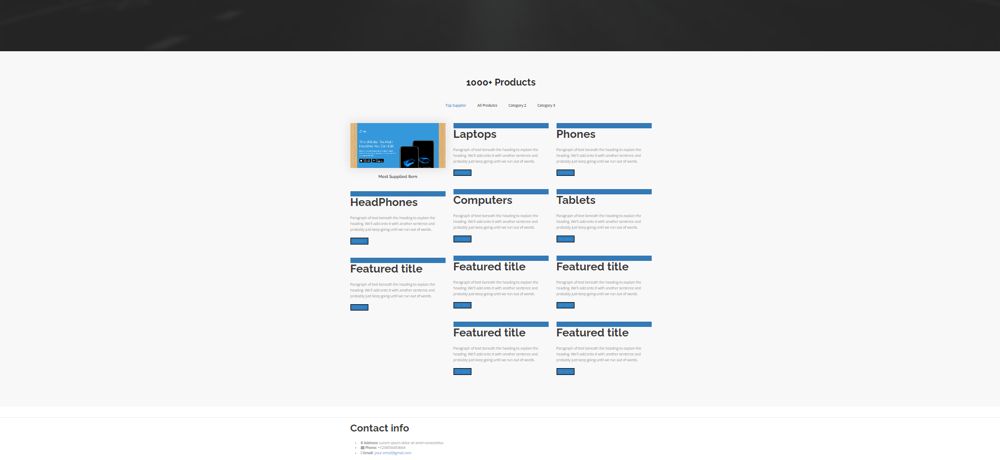 1000+ Products
Top Supplier All Produtcs Category 2 Category 3
This Will Be The Main
Headline You Can Edit
Most Supplied Item
HeadPhones
Paragraph of text beneath the heading to explain the
heading. We'll add onto it with another sentence and
probably just keep going until we run out of words.
Featured title
Paragraph of text beneath the heading to explain the
heading. We'll add onto it with another sentence and
probably just keep going until we run out of words.
Laptops
Paragraph of text beneath the heading to explain the
heading. We'll add onto it with another sentence and
probably just keep going until we run out of words.
Computers
Paragraph of text beneath the heading to explain the
heading. We'll add onto it with another sentence and
probably just keep going until we run out of words.
Featured title
Paragraph of text beneath the heading to explain the
heading. We'll add onto it with another sentence and
probably just keep going until we run out of words.
Featured title
Paragraph of text beneath the heading to explain the
heading. We'll add onto it with another sentence and
probably just keep going until we run out of words.
Phones
Paragraph of text beneath the heading to explain the
heading. We'll add onto it with another sentence and
probably just keep going until we run out of words.
Tablets
Paragraph of text beneath the heading to explain the
heading. We'll add onto it with another sentence and
probably just keep going until we run out of words.
Featured title
Paragraph of text beneath the heading to explain the
heading. We'll add onto it with another sentence and
probably just keep going until we run out of words.
Featured title
Paragraph of text beneath the heading to explain the
heading. We'll add onto it with another sentence and
probably just keep going until we run out of words.
Contact info
Address: Lorem ipsum dolor sit amet consectetur.
Phone: +1234556453664
Email: your-email@gmail.com